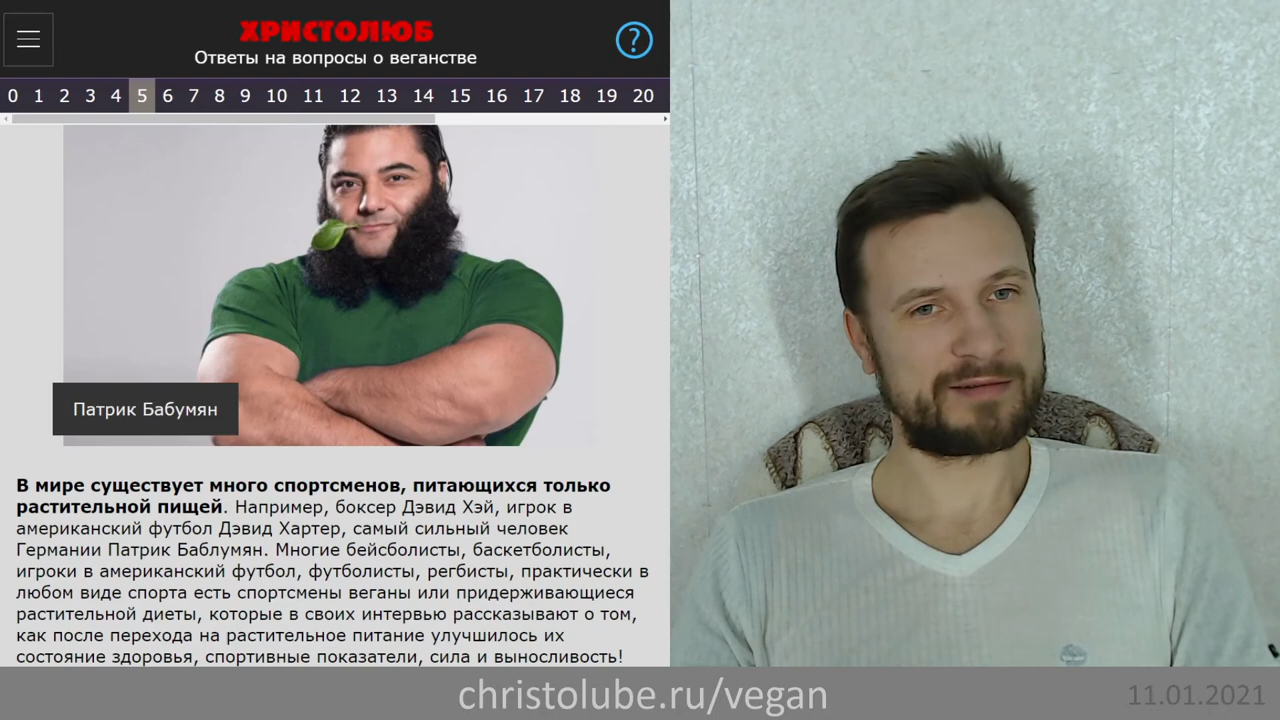 ХРИСТОЛЮБ
Ответы на вопросы о веганстве
?
0 1 2 3 4 5 6 7 8 9 10 11 12 13 14 15 16 17 18 19 20
Патрик Бабумян
В мире существует много спортсменов, питающихся только
растительной пищей. Например, боксер Дэвид Хэй, игрок в
американский футбол Дэвид Хартер, самый сильный человек
Германии Патрик Баблумян. Многие бейсболисты, баскетболисты,
игроки в американский футбол, футболисты, регбисты, практически в
любом виде спорта есть спортсмены веганы или придерживающиеся
растительной диеты, которые в своих интервью рассказывают о том,
как после перехода на растительное питание улучшилось их
состояние здоровья, спортивные показатели, сила и выносливость!
christolube.ru/vegan
11.01.2021